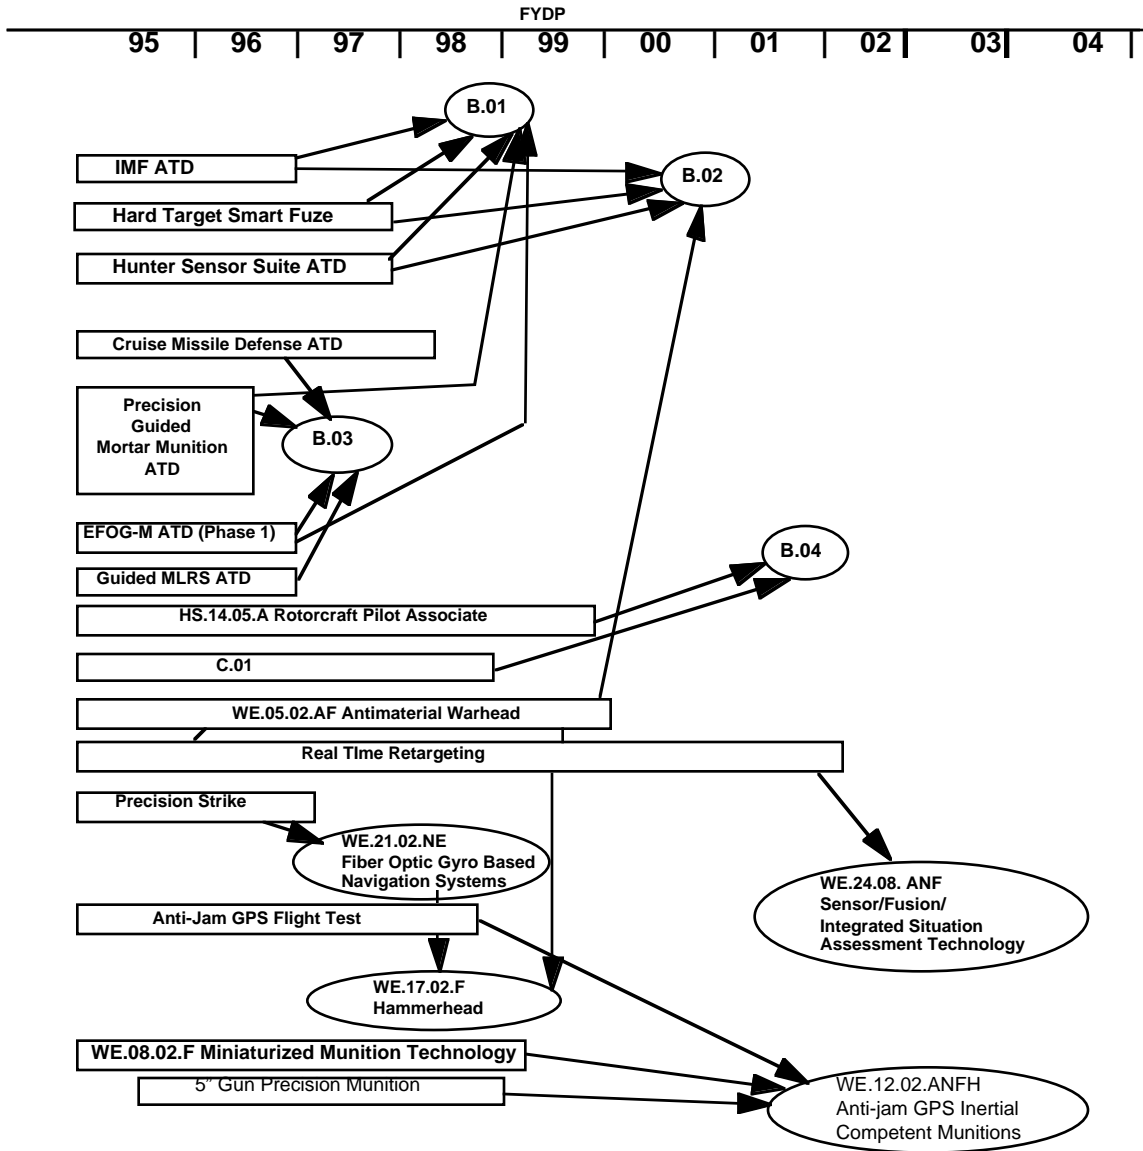 FYDP
95 96 97 98 99 00 01 02 03 04
B.01
IMF ATD
B.02
Hard Target Smart Fuze
Hunter Sensor Suite ATD
Cruise Missile Defense ATD
Precision
Guided
Mortar Munition
ATD
B.03
EFOG-M ATD (Phase 1)
B.04
Guided MLRS ATD
HS.14.05.A Rotorcraft Pilot Associate
C.01
WE.05.02.AF Antimaterial Warhead
Real TIme Retargeting
Precision Strike
WE.21.02.NE
Fiber Optic Gyro Based
Navigation Systems
WE.24.08. ANF
Sensor/Fusion/
Integrated Situation
Assessment Technology
Anti-Jam GPS Flight Test
WE.17.02.F
Hammerhead
WE.08.02.F Miniaturized Munition Technology
5" Gun Precision Munition
WE.12.02.ANFH
Anti-jam GPS Inertial
Competent Munitions